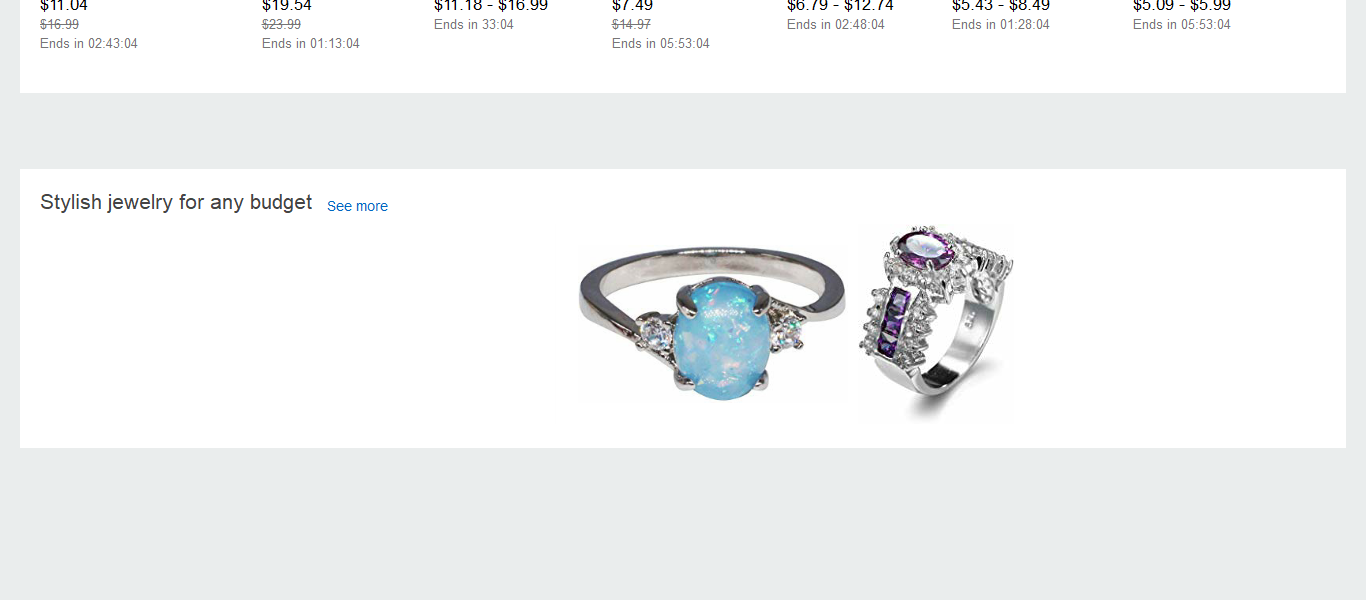 $11.04
$16.99
Ends in 02:43:04
$19.54
$23.99
Ends in 01:13:04
$11.18 - $16.99
Ends in 33:04
$7.49
$14.97
Ends in 05:53:04
$6.79 - $12.74
Ends in 02:48:04
$5.43 - $8.49
Ends in 01:28:04
$5.09 - $5.99
Ends in 05:53:04
Stylish jewelry for any budget See more